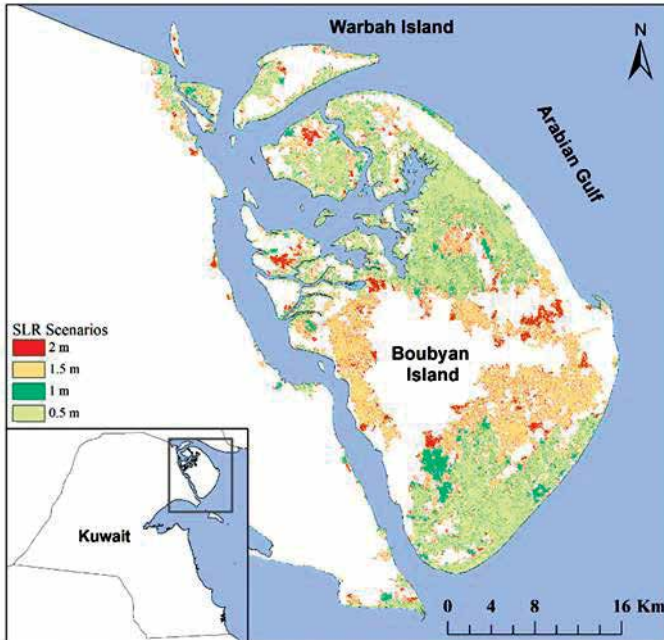 Warbah Island
N
Arabian Gulf
SLR Scenarios
2 m
1.5 m
1 m
0.5 m
Boubyan
Island
Kuwait
0 4 8 16 Km